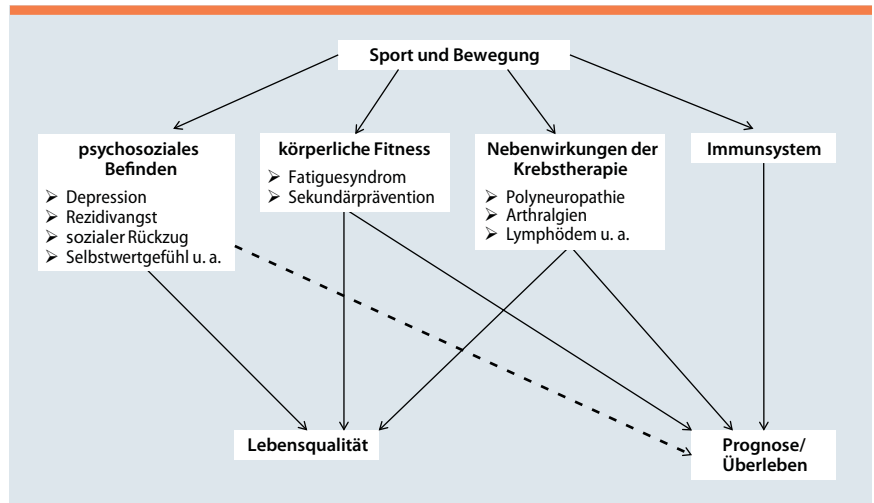 Sport und Bewegung
psychosoziales
Befinden
➢ Depression
➢ Rezidivangst
➢ sozialer Rückzug
➢ Selbstwertgefühl u. a.
körperliche Fitness
➢ Fatiguesyndrom
➢ Sekundärprävention
Nebenwirkungen der
Krebstherapie
➢ Polyneuropathie
➢ Arthralgien
➢ Lymphödem u. a.
Immunsystem
Lebensqualität
Prognose/
Überleben